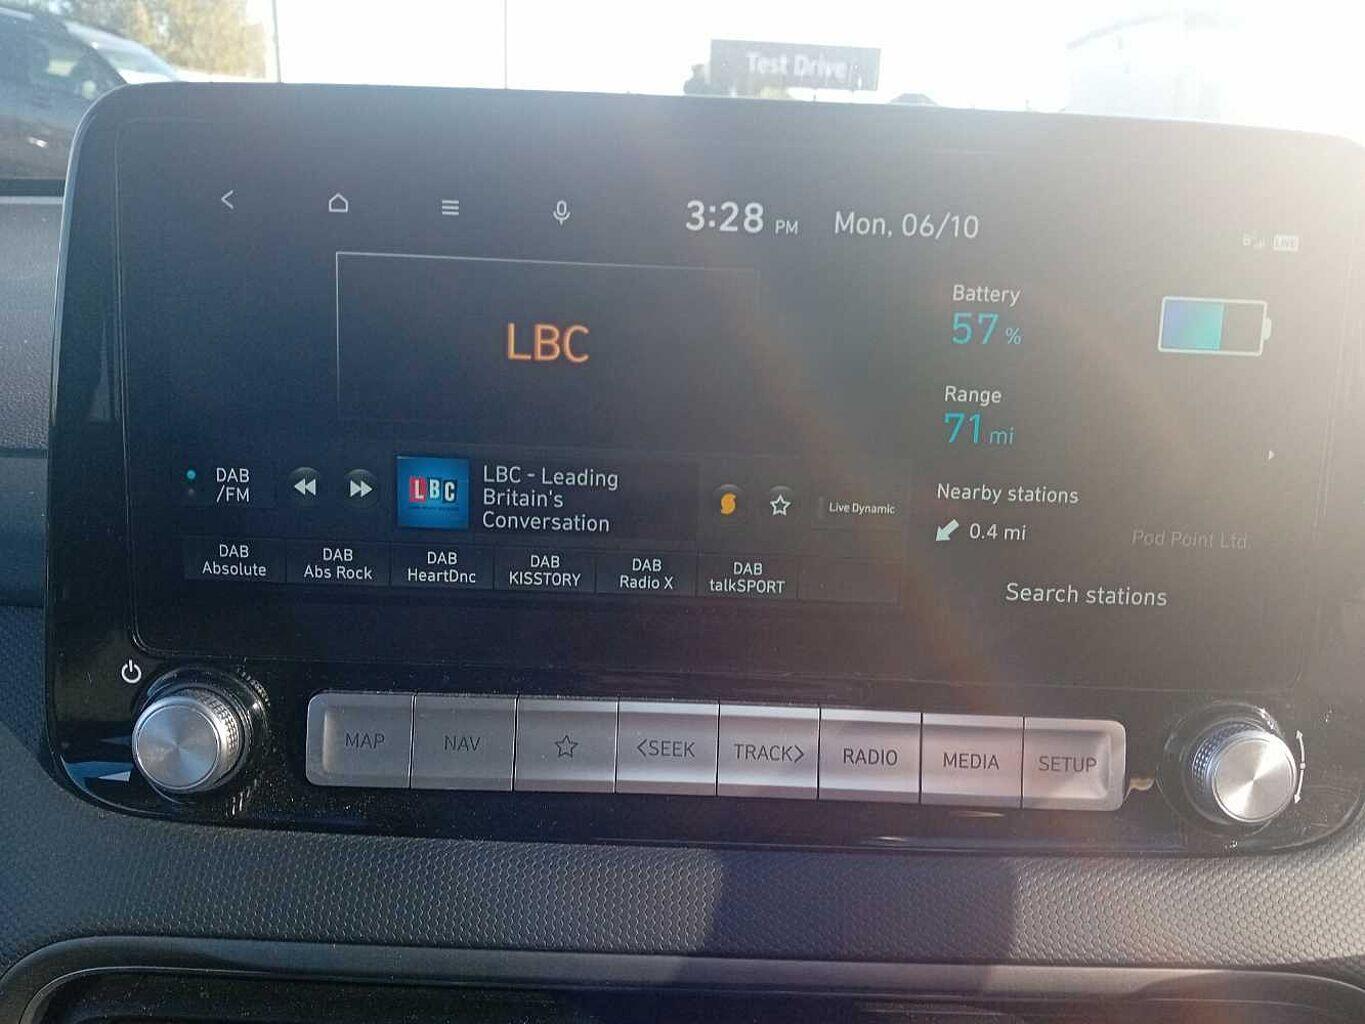 Test Drive
3:28 PM Mon, 06/10
LIVE
LBC
Battery
57 %
Range
71 mi
DAB
/FM
LBC
LBC - Leading
Britain's
Conversation
Live Dynamic
Nearby stations
0.4 mi Pod Point Ltd
Search stations
DAB
Absolute
DAB
Abs Rock
DAB
HeartDnc
DAB
KISSTORY
DAB
Radio X
DAB
talkSPORT
MAP NAV <SEEK TRACK> RADIO MEDIA SETUP